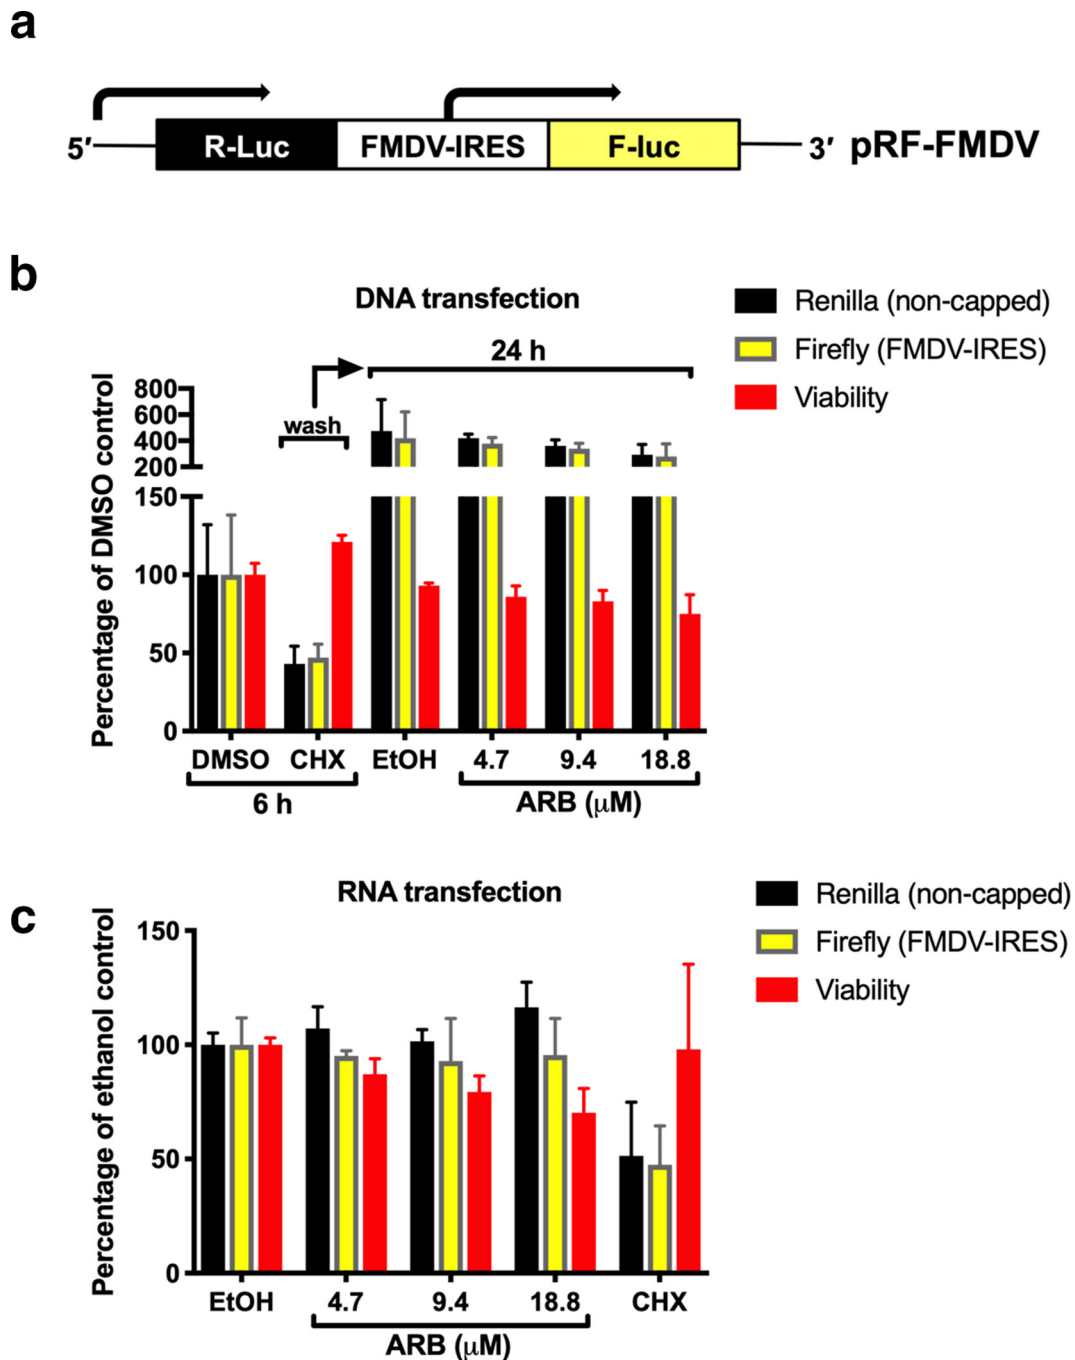 a
5′ R-Luc FMDV-IRES F-luc 3′ pRF-FMDV
b
DNA transfection
Renilla (non-capped)
Firefly (FMDV-IRES)
Viability
24 h
wash
Percentage of DMSO control
800
600
400
200
150
100
50
0
DMSO CHX EtOH 4.7 9.4 18.8
6 h ARB (μM)
c
RNA transfection
Renilla (non-capped)
Firefly (FMDV-IRES)
Viability
Percentage of ethanol control
150
100
50
0
EtOH 4.7 9.4 18.8 CHX
ARB (μM)